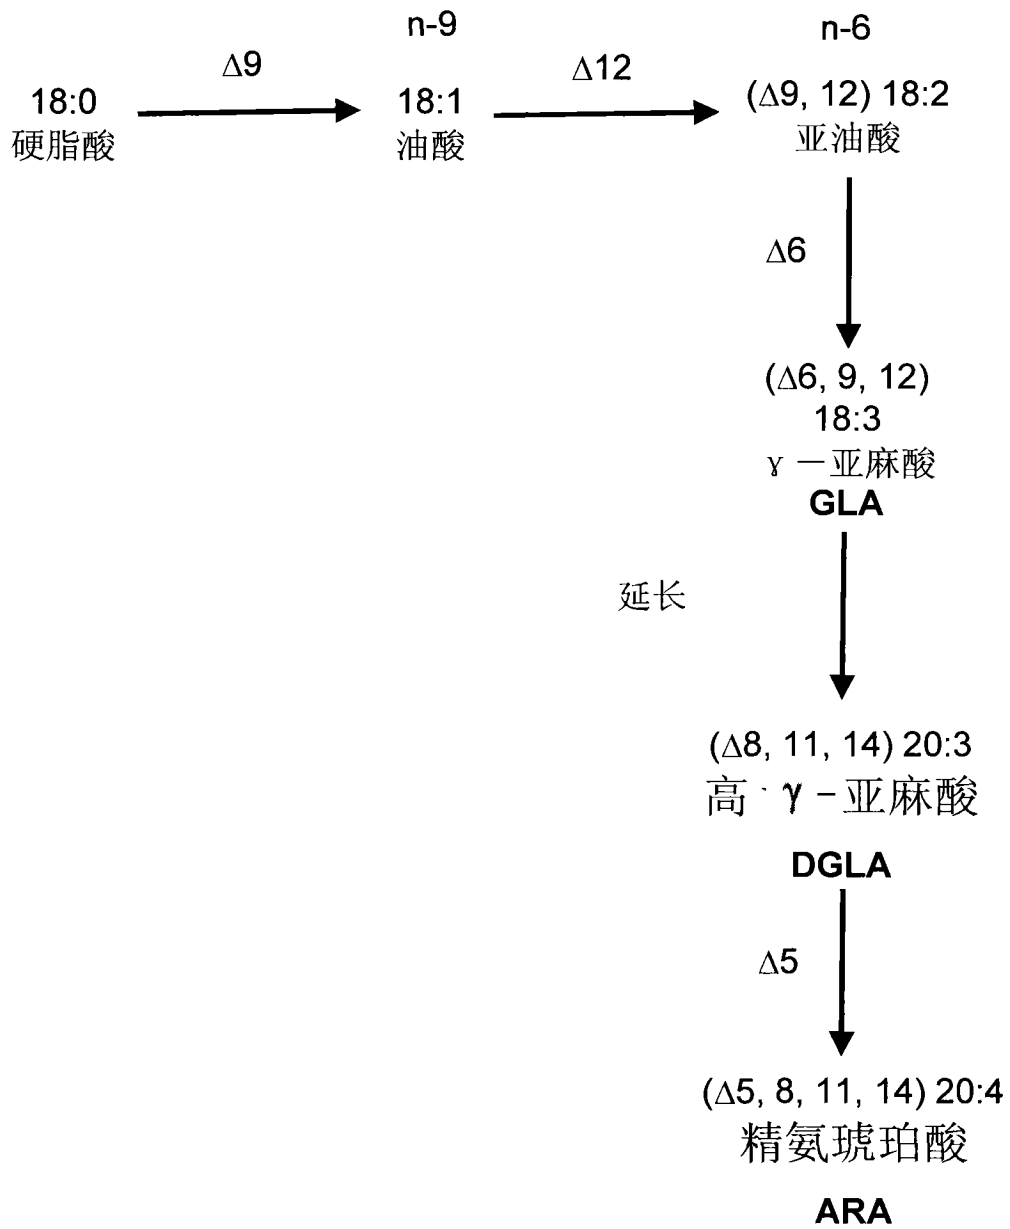 n-9
n-6
Δ9
Δ12
18:0
18:1
(Δ9, 12) 18:2
硬脂酸
油酸
亚油酸
Δ6
(Δ6, 9, 12)
18:3
γ－亚麻酸
GLA
延长
(Δ8, 11, 14) 20:3
高·γ－亚麻酸
DGLA
Δ5
(Δ5, 8, 11, 14) 20:4
精氨琥珀酸
ARA